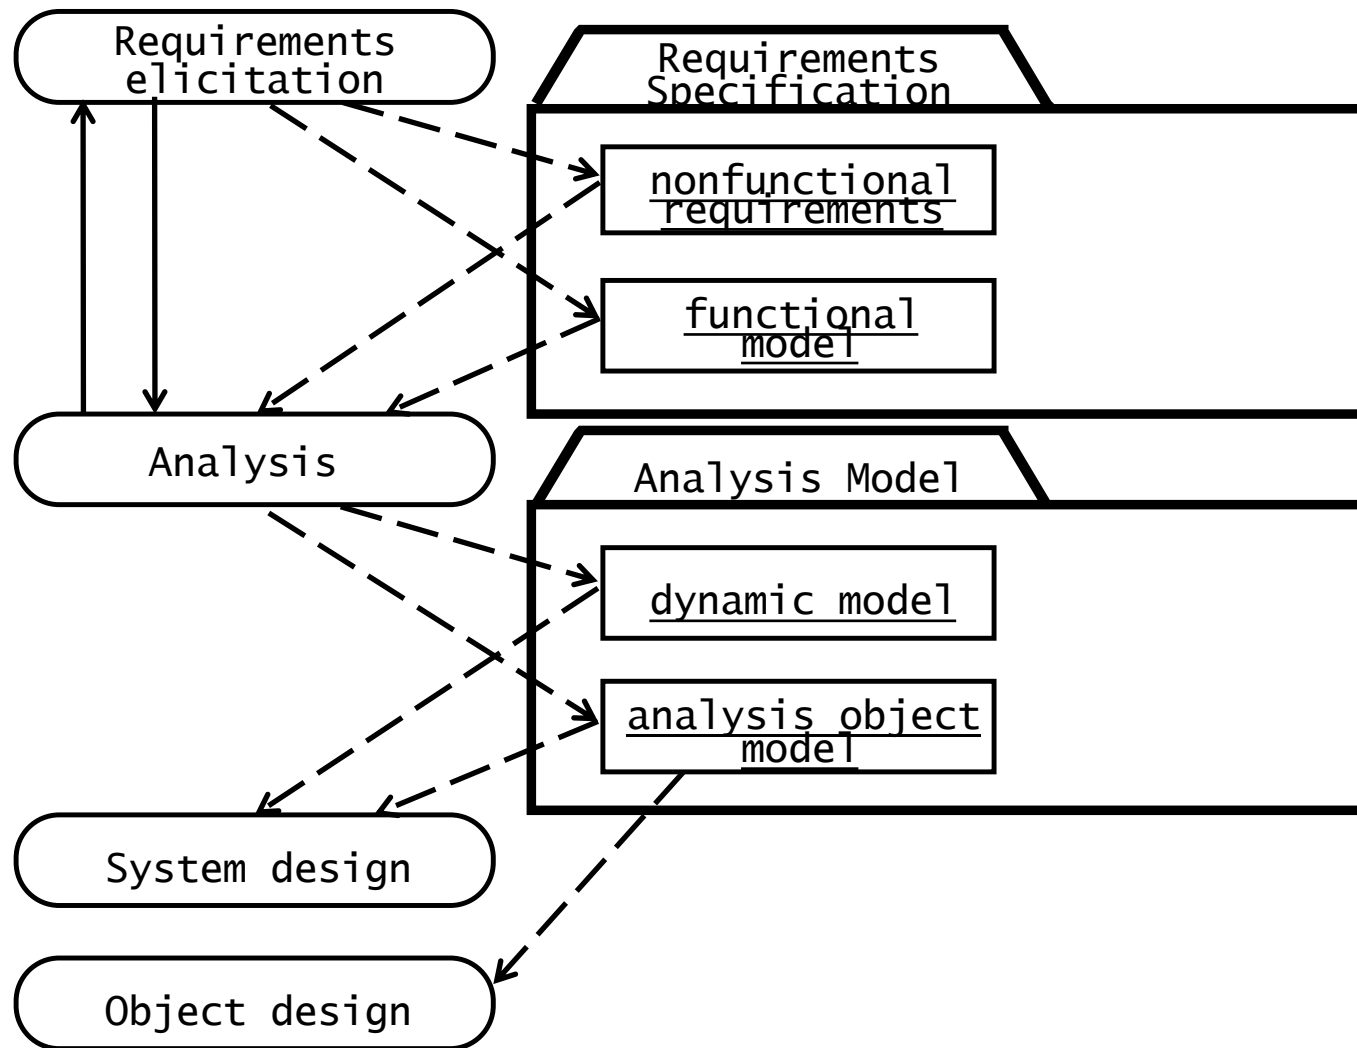 Requirements
elicitation
Requirements
Specification
nonfunctional
requirements
functional
model
Analysis
Analysis Model
dynamic model
analysis object
model
System design
Object design